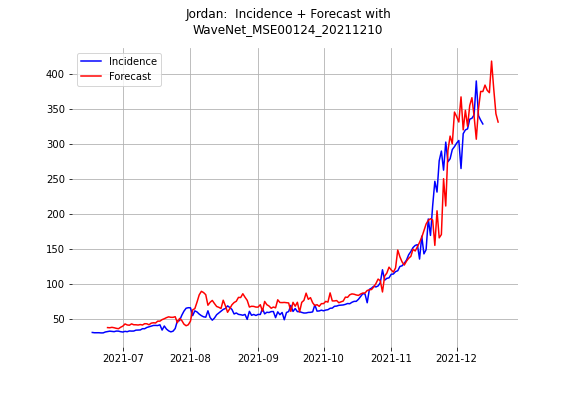 Jordan:  Incidence + Forecast with
WaveNet_MSE00124_20211210
Incidence
Forecast
400
350
300
250
200
150
100
50
2021-07 2021-08 2021-09 2021-10 2021-11 2021-12